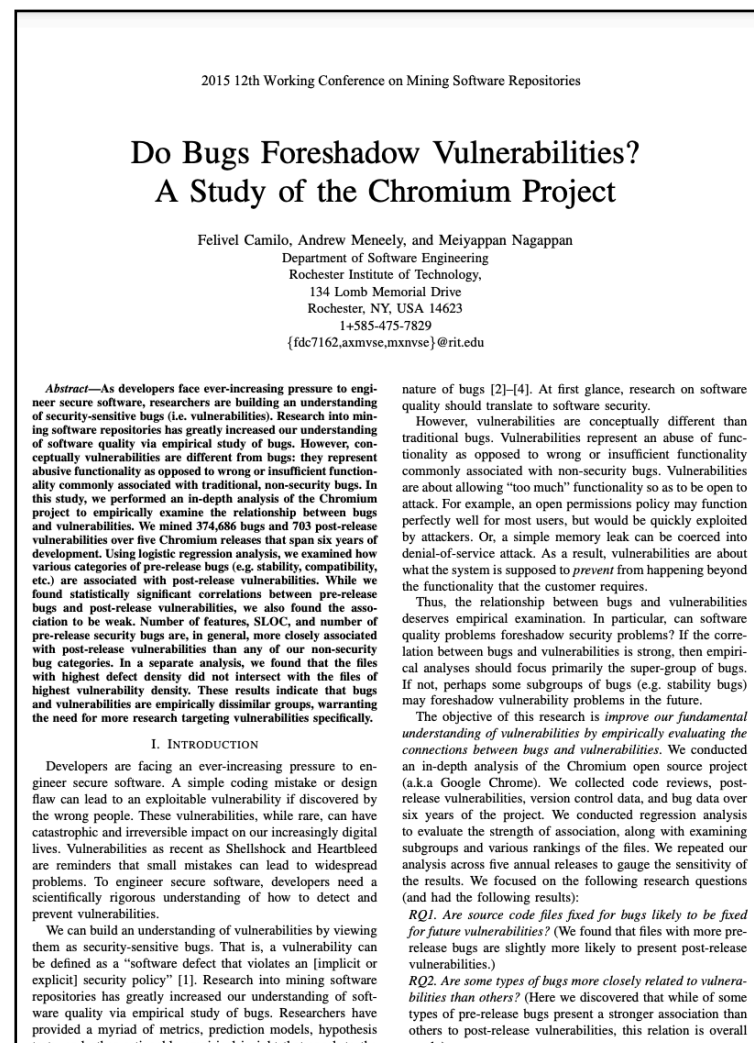 2015 12th Working Conference on Mining Software Repositories
Do Bugs Foreshadow Vulnerabilities?
A Study of the Chromium Project
Felivel Camilo, Andrew Meneely, and Meiyappan Nagappan
Department of Software Engineering
Rochester Institute of Technology,
134 Lomb Memorial Drive
Rochester, NY, USA 14623
1+585-475-7829
{fdc7162,axmvse,mxnvse}@rit.edu
Abstract—As developers face ever-increasing pressure to engi-
neer secure software, researchers are building an understanding
of security-sensitive bugs (i.e. vulnerabilities). Research into min-
ing software repositories has greatly increased our understanding
of software quality via empirical study of bugs. However, con-
ceptually vulnerabilities are different from bugs: they represent
abusive functionality as opposed to wrong or insufficient function-
ality commonly associated with traditional, non-security bugs. In
this study, we performed an in-depth analysis of the Chromium
project to empirically examine the relationship between bugs
and vulnerabilities. We mined 374,686 bugs and 703 post-release
vulnerabilities over five Chromium releases that span six years of
development. Using logistic regression analysis, we examined how
various categories of pre-release bugs (e.g. stability, compatibility,
etc.) are associated with post-release vulnerabilities. While we
found statistically significant correlations between pre-release
bugs and post-release vulnerabilities, we also found the asso-
ciation to be weak. Number of features, SLOC, and number of
pre-release security bugs are, in general, more closely associated
with post-release vulnerabilities than any of our non-security
bug categories. In a separate analysis, we found that the files
with highest defect density did not intersect with the files of
highest vulnerability density. These results indicate that bugs
and vulnerabilities are empirically dissimilar groups, warranting
the need for more research targeting vulnerabilities specifically.
I. INTRODUCTION
Developers are facing an ever-increasing pressure to en-
gineer secure software. A simple coding mistake or design
flaw can lead to an exploitable vulnerability if discovered by
the wrong people. These vulnerabilities, while rare, can have
catastrophic and irreversible impact on our increasingly digital
lives. Vulnerabilities as recent as Shellshock and Heartbleed
are reminders that small mistakes can lead to widespread
problems. To engineer secure software, developers need a
scientifically rigorous understanding of how to detect and
prevent vulnerabilities.
We can build an understanding of vulnerabilities by viewing
them as security-sensitive bugs. That is, a vulnerability can
be defined as a “software defect that violates an [implicit or
explicit] security policy” [1]. Research into mining software
repositories has greatly increased our understanding of soft-
ware quality via empirical study of bugs. Researchers have
provided a myriad of metrics, prediction models, hypothesis
nature of bugs [2]–[4]. At first glance, research on software
quality should translate to software security.
However, vulnerabilities are conceptually different than
traditional bugs. Vulnerabilities represent an abuse of func-
tionality as opposed to wrong or insufficient functionality
commonly associated with non-security bugs. Vulnerabilities
are about allowing “too much” functionality so as to be open to
attack. For example, an open permissions policy may function
perfectly well for most users, but would be quickly exploited
by attackers. Or, a simple memory leak can be coerced into
denial-of-service attack. As a result, vulnerabilities are about
what the system is supposed to prevent from happening beyond
the functionality that the customer requires.
Thus, the relationship between bugs and vulnerabilities
deserves empirical examination. In particular, can software
quality problems foreshadow security problems? If the corre-
lation between bugs and vulnerabilities is strong, then empiri-
cal analyses should focus primarily the super-group of bugs.
If not, perhaps some subgroups of bugs (e.g. stability bugs)
may foreshadow vulnerability problems in the future.
The objective of this research is improve our fundamental
understanding of vulnerabilities by empirically evaluating the
connections between bugs and vulnerabilities. We conducted
an in-depth analysis of the Chromium open source project
(a.k.a Google Chrome). We collected code reviews, post-
release vulnerabilities, version control data, and bug data over
six years of the project. We conducted regression analysis
to evaluate the strength of association, along with examining
subgroups and various rankings of the files. We repeated our
analysis across five annual releases to gauge the sensitivity of
the results. We focused on the following research questions
(and had the following results):
RQ1. Are source code files fixed for bugs likely to be fixed
for future vulnerabilities? (We found that files with more pre-
release bugs are slightly more likely to present post-release
vulnerabilities.)
RQ2. Are some types of bugs more closely related to vulnera-
bilities than others? (Here we discovered that while of some
types of pre-release bugs present a stronger association than
others to post-release vulnerabilities, this relation is overall